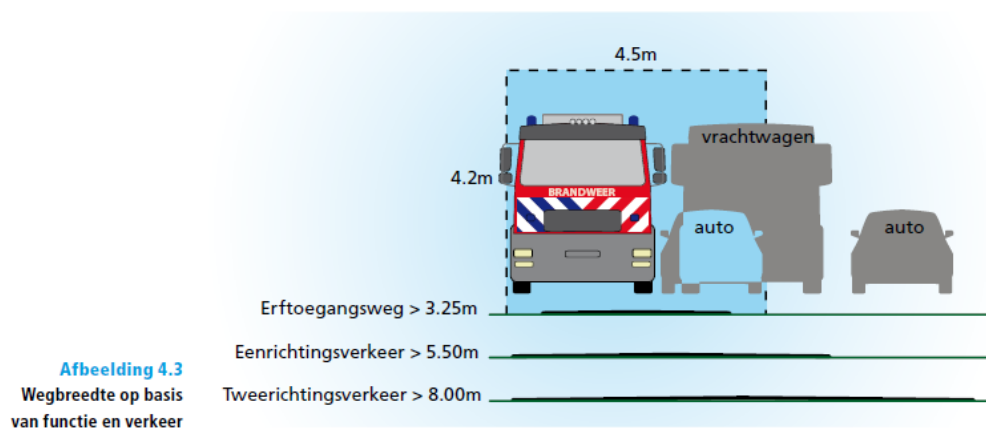 4.5m
vrachtwagen
4.2m
BRANDWEER
auto
auto
Erftoegangsweg > 3.25m
Eenrichtingsverkeer > 5.50m
Tweerichtingsverkeer > 8.00m
Afbeelding 4.3
Wegbreedte op basis
van functie en verkeer